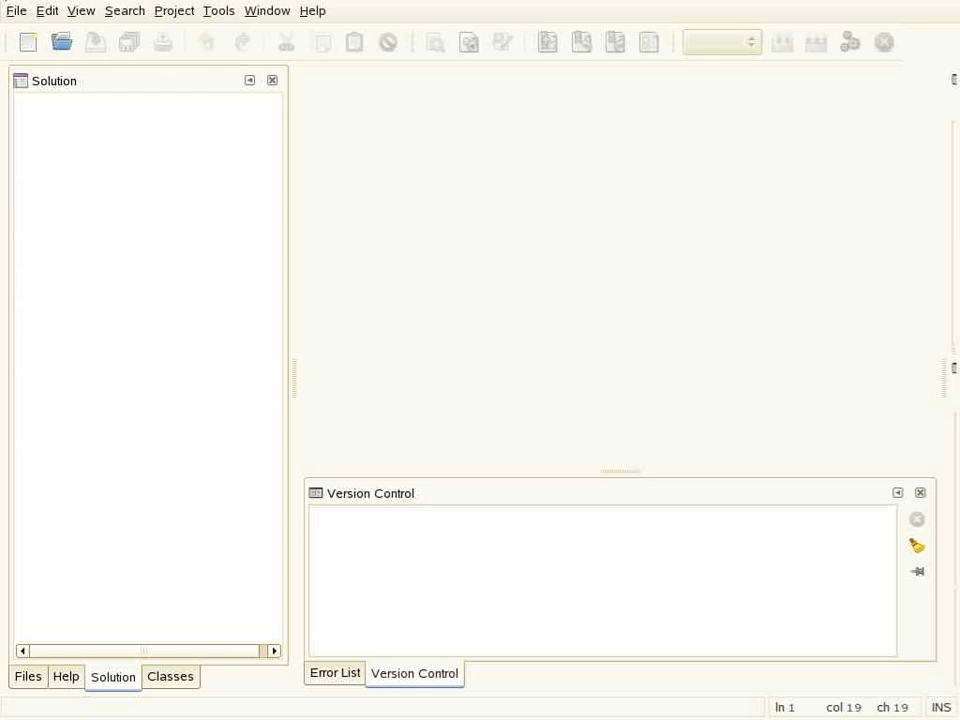 File Edit View Search Project Tools Window Help
Solution
Version Control
Error List Version Control
Files Help Solution Classes
ln 1 col 19 ch 19 INS